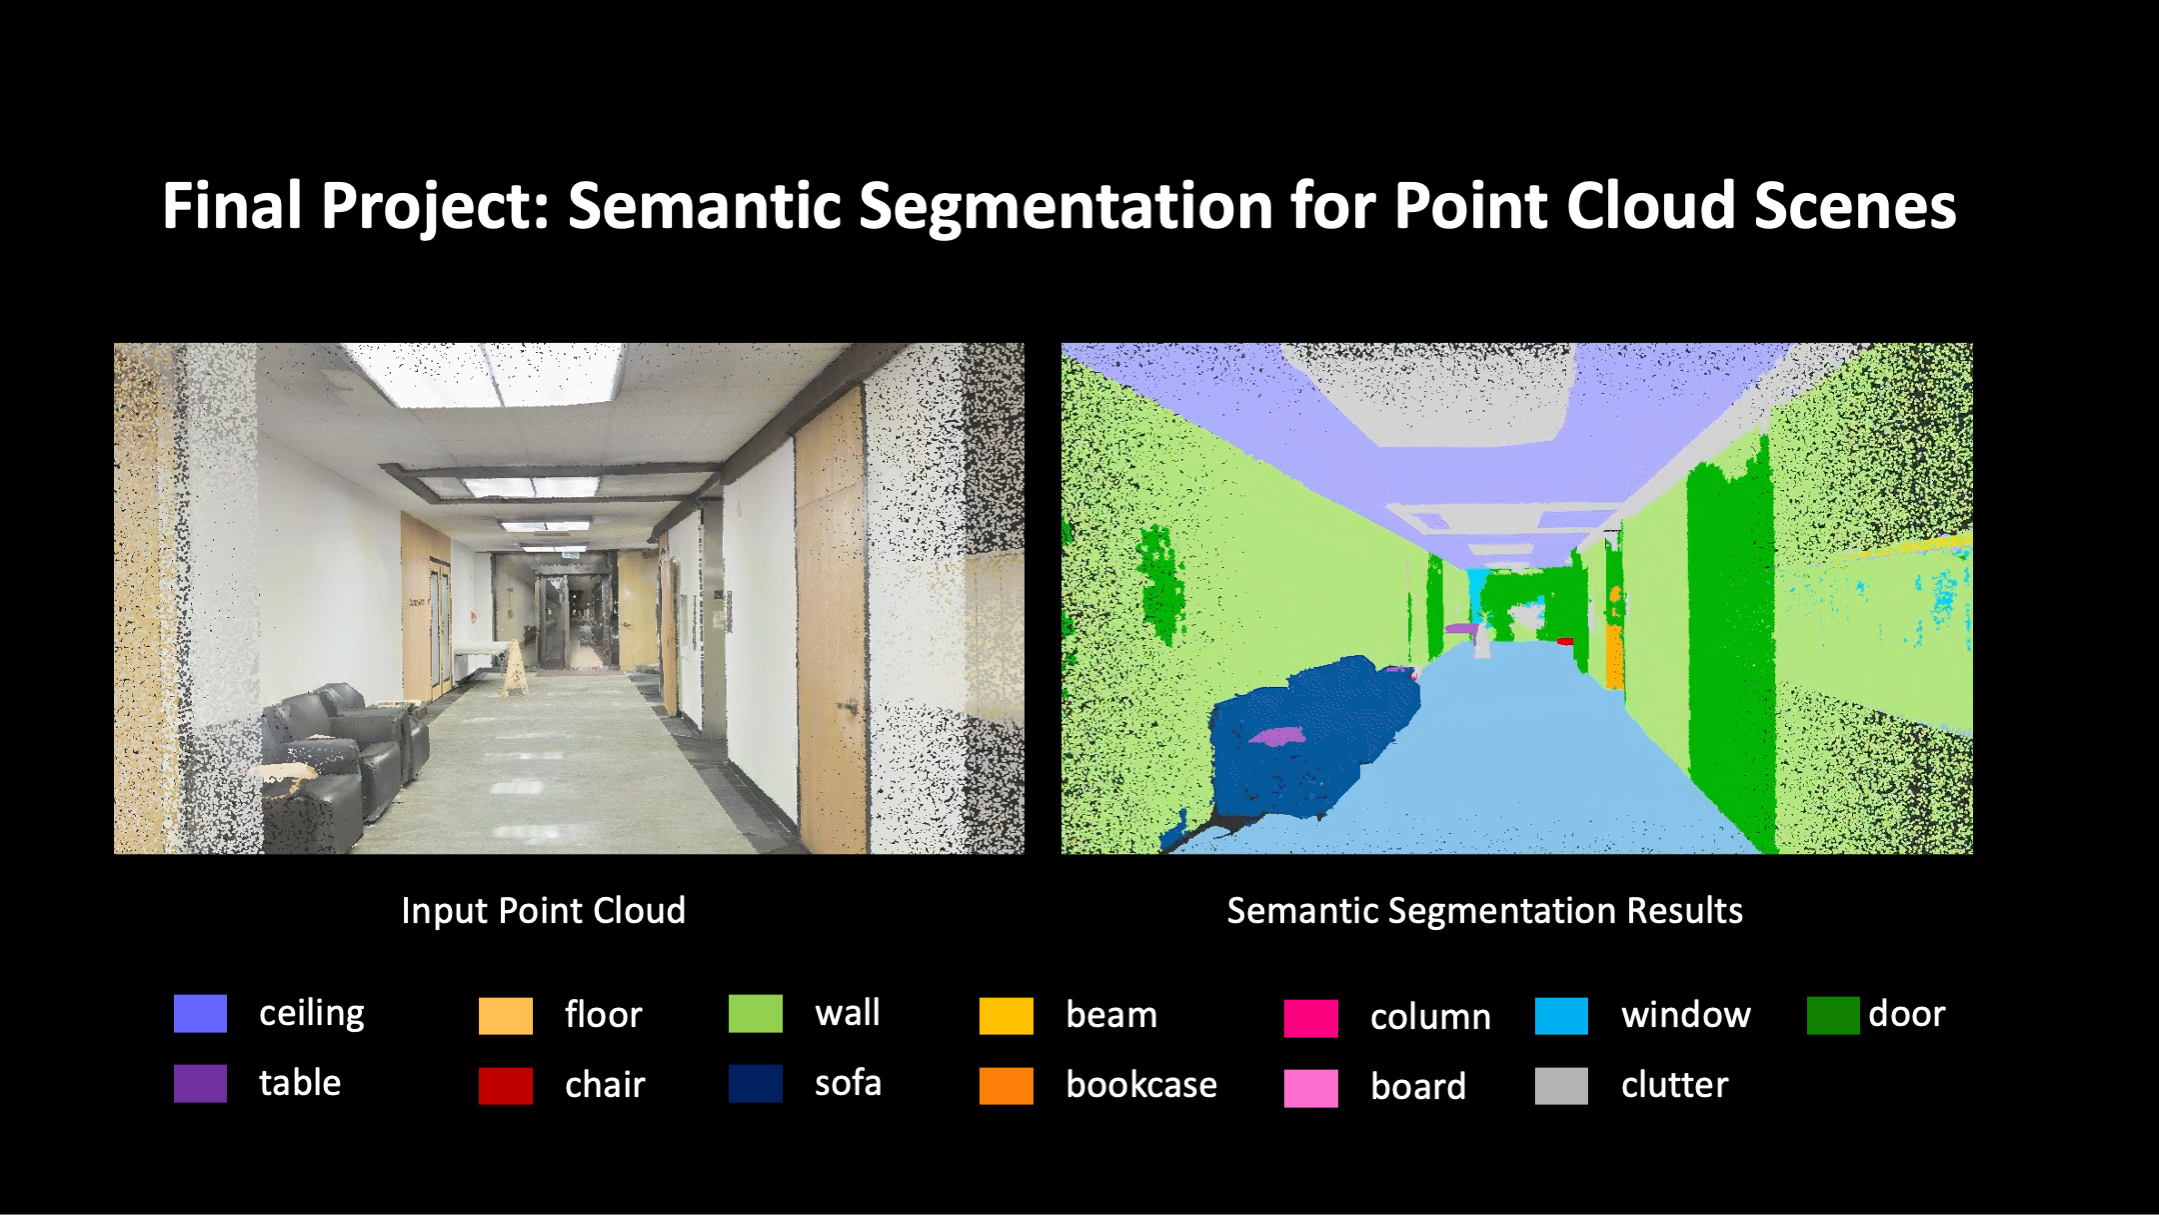 Final Project: Semantic Segmentation for Point Cloud Scenes
Input Point Cloud
Semantic Segmentation Results
ceiling
floor
wall
beam
column
window
door
table
chair
sofa
bookcase
board
clutter